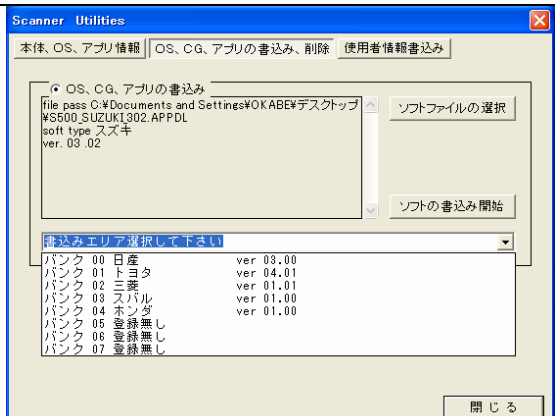 Scanner Utilities
本体、OS、アプリ情報 OS、CG、アプリの書込み、削除 使用者情報書込み
OS、CG、アプリの書込み
file pass C:¥Documents and Settings¥OKABE¥デスクトップ
¥S500_SUZUKI302.APPDL
soft type スズキ
ver. 03 .02
ソフトファイルの選択
ソフトの書込み開始
書込みエリア選択して下さい
バンク 00 日産 ver 03.00
バンク 01 トヨタ ver 04.01
バンク 02 三菱 ver 01.01
バンク 03 スバル ver 01.00
バンク 04 ホンダ ver 01.00
バンク 05 登録無し
バンク 06 登録無し
バンク 07 登録無し
閉じる